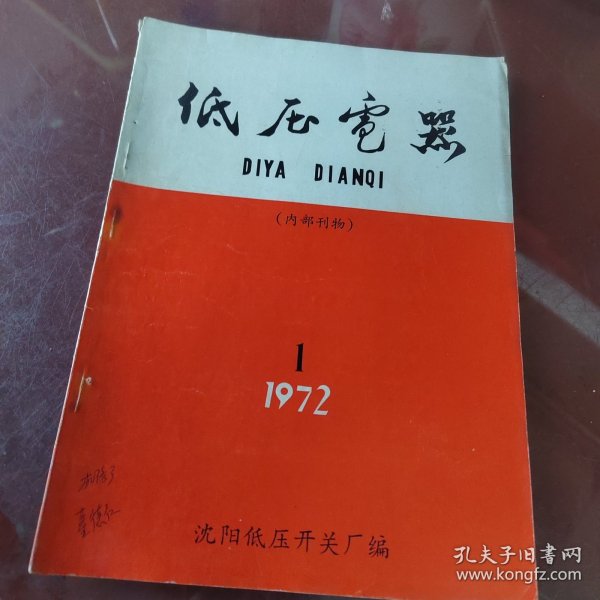 低压電器
DIYA DIANQI
（内部刊物）
1
1972
沈阳低压开关厂编
孔夫子旧书网
www.kongfz.com